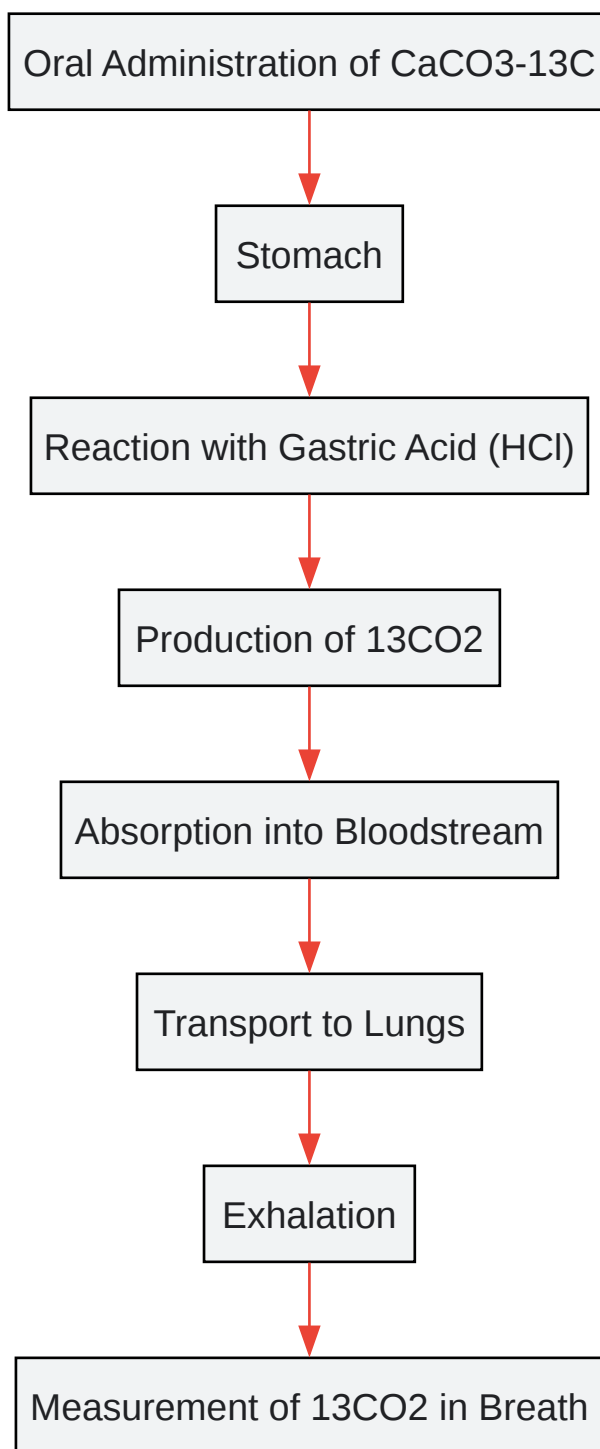 Oral Administration of CaCO3-13C
Stomach
Reaction with Gastric Acid (HCl)
Production of 13CO2
Absorption into Bloodstream
Transport to Lungs
Exhalation
Measurement of 13CO2 in Breath